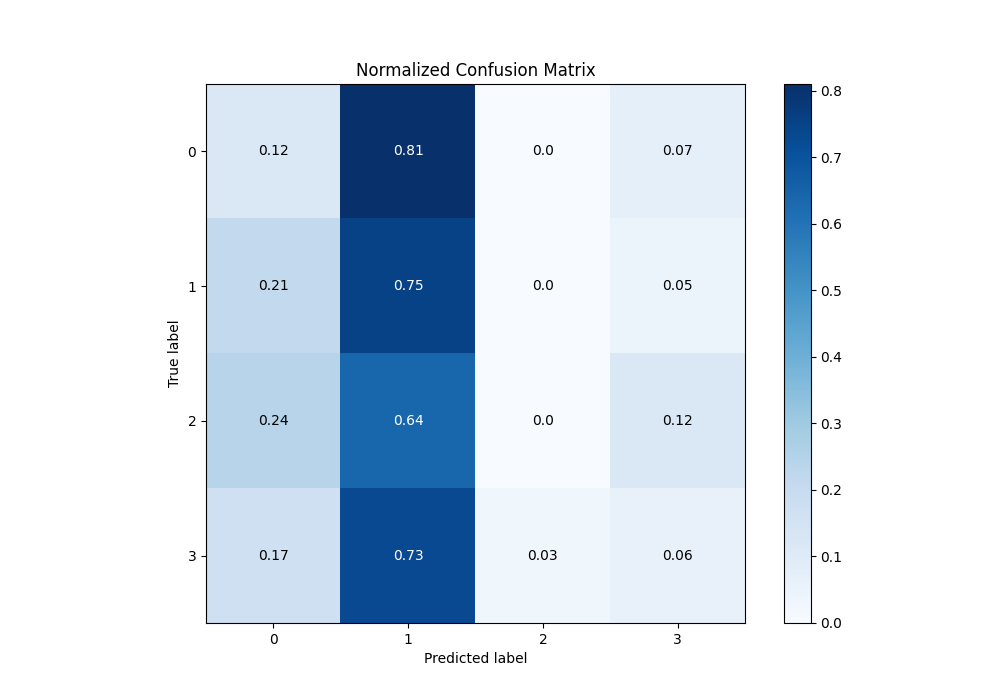 Normalized Confusion Matrix
True label
0 0.12 0.81 0.0 0.07
1 0.21 0.75 0.0 0.05
2 0.24 0.64 0.0 0.12
3 0.17 0.73 0.03 0.06
0 1 2 3
Predicted label
0.8
0.7
0.6
0.5
0.4
0.3
0.2
0.1
0.0